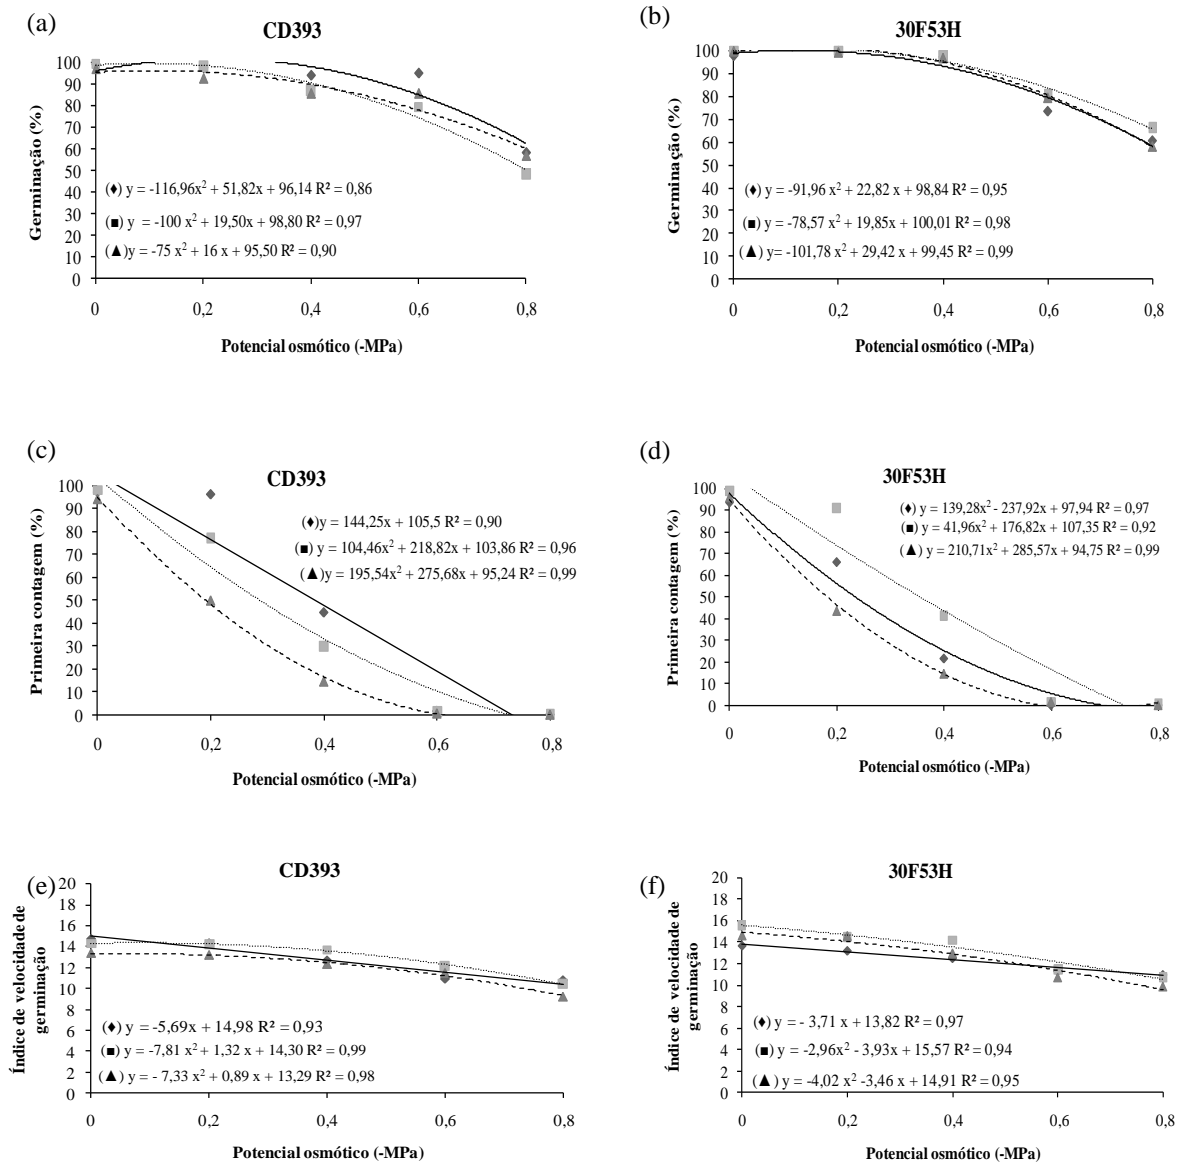 (a)
CD393
Germinação (%)
100
90
80
70
60
50
40
30
20
10
0
(♦) y = -116,96x² + 51,82x + 96,14 R² = 0,86
(■) y = -100 x² + 19,50x + 98,80 R² = 0,97
(▲)y = -75 x² + 16 x + 95,50 R² = 0,90
0 0,2 0,4 0,6 0,8
Potencial osmótico (-MPa)
(b)
30F53H
Germinação (%)
100
90
80
70
60
50
40
30
20
10
0
(♦) y = -91,96 x² + 22,82 x + 98,84 R² = 0,95
(■) y = -78,57 x² + 19,85x + 100,01 R² = 0,98
(▲) y= -101,78 x² + 29,42 x + 99,45 R² = 0,99
0 0,2 0,4 0,6 0,8
Potencial osmótico (-MPa)
(c)
CD393
Primeira contagem (%)
100
90
80
70
60
50
40
30
20
10
0
(♦)y = 144,25x + 105,5 R² = 0,90
(■) y = 104,46x² + 218,82x + 103,86 R² = 0,96
(▲)y = 195,54x² + 275,68x + 95,24 R² = 0,99
0 0,2 0,4 0,6 0,8
Potencial osmótico (-MPa)
(d)
30F53H
Primeira contagem (%)
100
90
80
70
60
50
40
30
20
10
0
(♦) y = 139,28x² - 237,92x + 97,94 R² = 0,97
(■) y = 41,96x² + 176,82x + 107,35 R² = 0,92
(▲) y = 210,71x² + 285,57x + 94,75 R² = 0,99
0 0,2 0,4 0,6 0,8
Potencial osmótico (-MPa)
(e)
CD393
Índice de velocidade de
germinação
20
18
16
14
12
10
8
6
4
2
0
(♦) y = -5,69x + 14,98 R² = 0,93
(■) y = -7,81 x² + 1,32 x + 14,30 R² = 0,99
(▲) y = - 7,33 x² + 0,89 x + 13,29 R² = 0,98
0 0,2 0,4 0,6 0,8
Potencial osmótico (-MPa)
(f)
30F53H
Índice de velocidade de
germinação
20
18
16
14
12
10
8
6
4
2
0
(♦) y = - 3,71 x + 13,82 R² = 0,97
(■) y = -2,96x² - 3,93x + 15,57 R² = 0,94
(▲) y = -4,02 x² -3,46 x + 14,91 R² = 0,95
0 0,2 0,4 0,6 0,8
Potencial osmótico (-MPa)